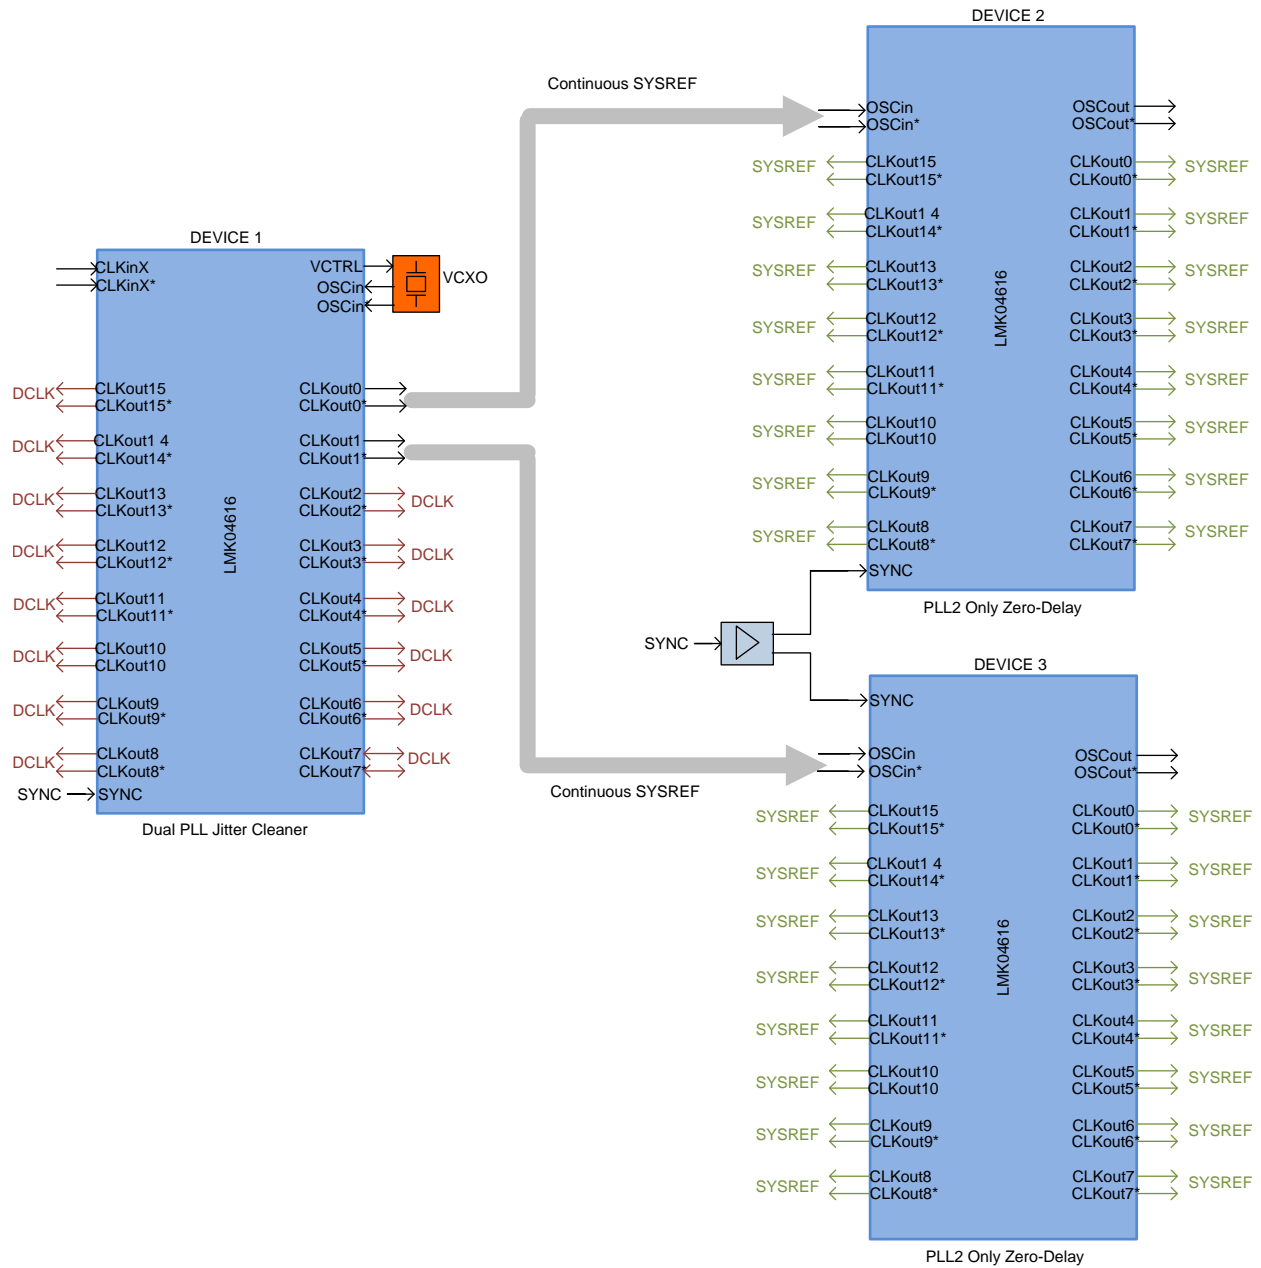 DEVICE 2
Continuous SYSREF
OSCin
OSCin*
OSCout
OSCout*
SYSREF
CLKout15
CLKout15*
CLKout0
CLKout0*
SYSREF
SYSREF
CLKout1 4
CLKout14*
CLKout1
CLKout1*
SYSREF
SYSREF
CLKout13
CLKout13*
CLKout2
CLKout2*
SYSREF
SYSREF
CLKout12
CLKout12*
CLKout3
CLKout3*
SYSREF
SYSREF
CLKout11
CLKout11*
CLKout4
CLKout4*
SYSREF
SYSREF
CLKout10
CLKout10
CLKout5
CLKout5*
SYSREF
SYSREF
CLKout9
CLKout9*
CLKout6
CLKout6*
SYSREF
SYSREF
CLKout8
CLKout8*
CLKout7
CLKout7*
SYSREF
SYNC
LMK04616
PLL2 Only Zero-Delay
DEVICE 1
CLKinX
CLKinX*
VCTRL
OSCin
OSCin*
VCXO
DCLK
CLKout15
CLKout15*
CLKout0
CLKout0*
DCLK
CLKout1 4
CLKout14*
CLKout1
CLKout1*
DCLK
CLKout13
CLKout13*
CLKout2
CLKout2*
DCLK
DCLK
CLKout12
CLKout12*
CLKout3
CLKout3*
DCLK
DCLK
CLKout11
CLKout11*
CLKout4
CLKout4*
DCLK
DCLK
CLKout10
CLKout10
CLKout5
CLKout5*
DCLK
DCLK
CLKout9
CLKout9*
CLKout6
CLKout6*
DCLK
DCLK
CLKout8
CLKout8*
CLKout7
CLKout7*
DCLK
SYNC
SYNC
LMK04616
Dual PLL Jitter Cleaner
SYNC
DEVICE 3
SYNC
Continuous SYSREF
OSCin
OSCin*
OSCout
OSCout*
SYSREF
CLKout15
CLKout15*
CLKout0
CLKout0*
SYSREF
SYSREF
CLKout1 4
CLKout14*
CLKout1
CLKout1*
SYSREF
SYSREF
CLKout13
CLKout13*
CLKout2
CLKout2*
SYSREF
SYSREF
CLKout12
CLKout12*
CLKout3
CLKout3*
SYSREF
SYSREF
CLKout11
CLKout11*
CLKout4
CLKout4*
SYSREF
SYSREF
CLKout10
CLKout10
CLKout5
CLKout5*
SYSREF
SYSREF
CLKout9
CLKout9*
CLKout6
CLKout6*
SYSREF
SYSREF
CLKout8
CLKout8*
CLKout7
CLKout7*
SYSREF
LMK04616
PLL2 Only Zero-Delay